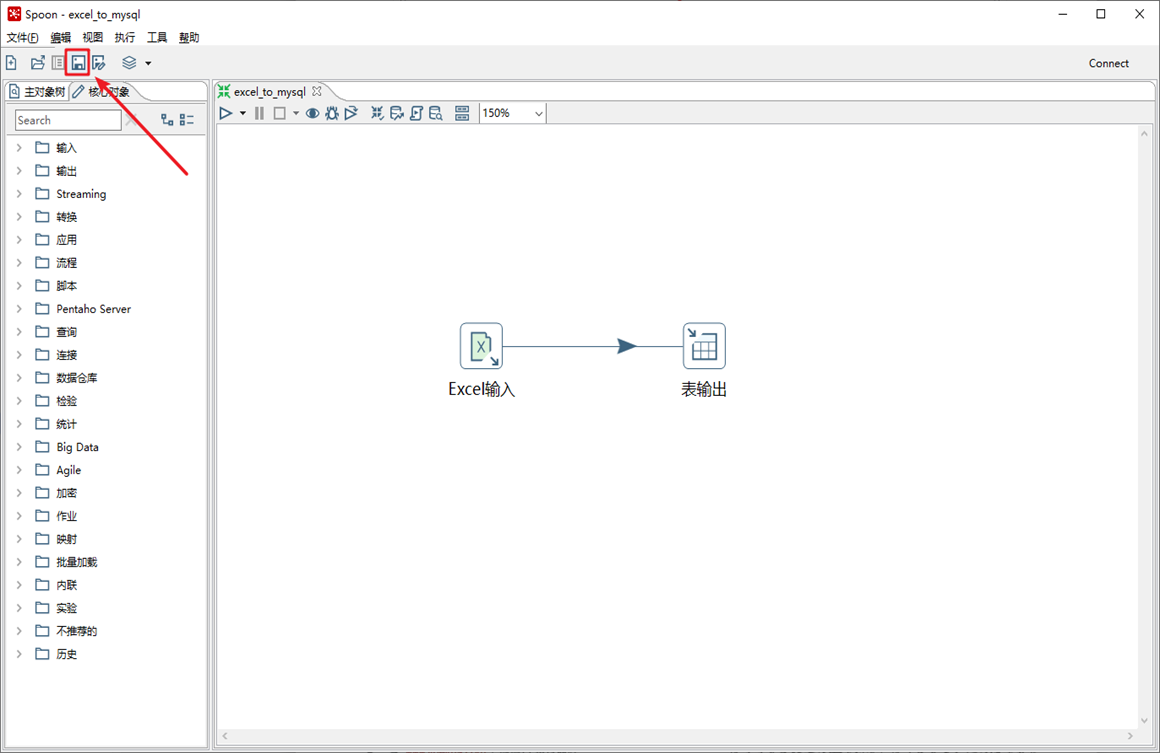 Spoon - excel_to_mysql
文件(F) 编辑 视图 执行 工具 帮助
Connect
主对象树 核心对象
excel_to_mysql
Search
150%
输入
输出
Streaming
转换
应用
流程
脚本
Pentaho Server
查询
连接
数据仓库
检验
统计
Big Data
Agile
加密
作业
映射
批量加载
内联
实验
不推荐的
历史
X
Excel输入
表输出